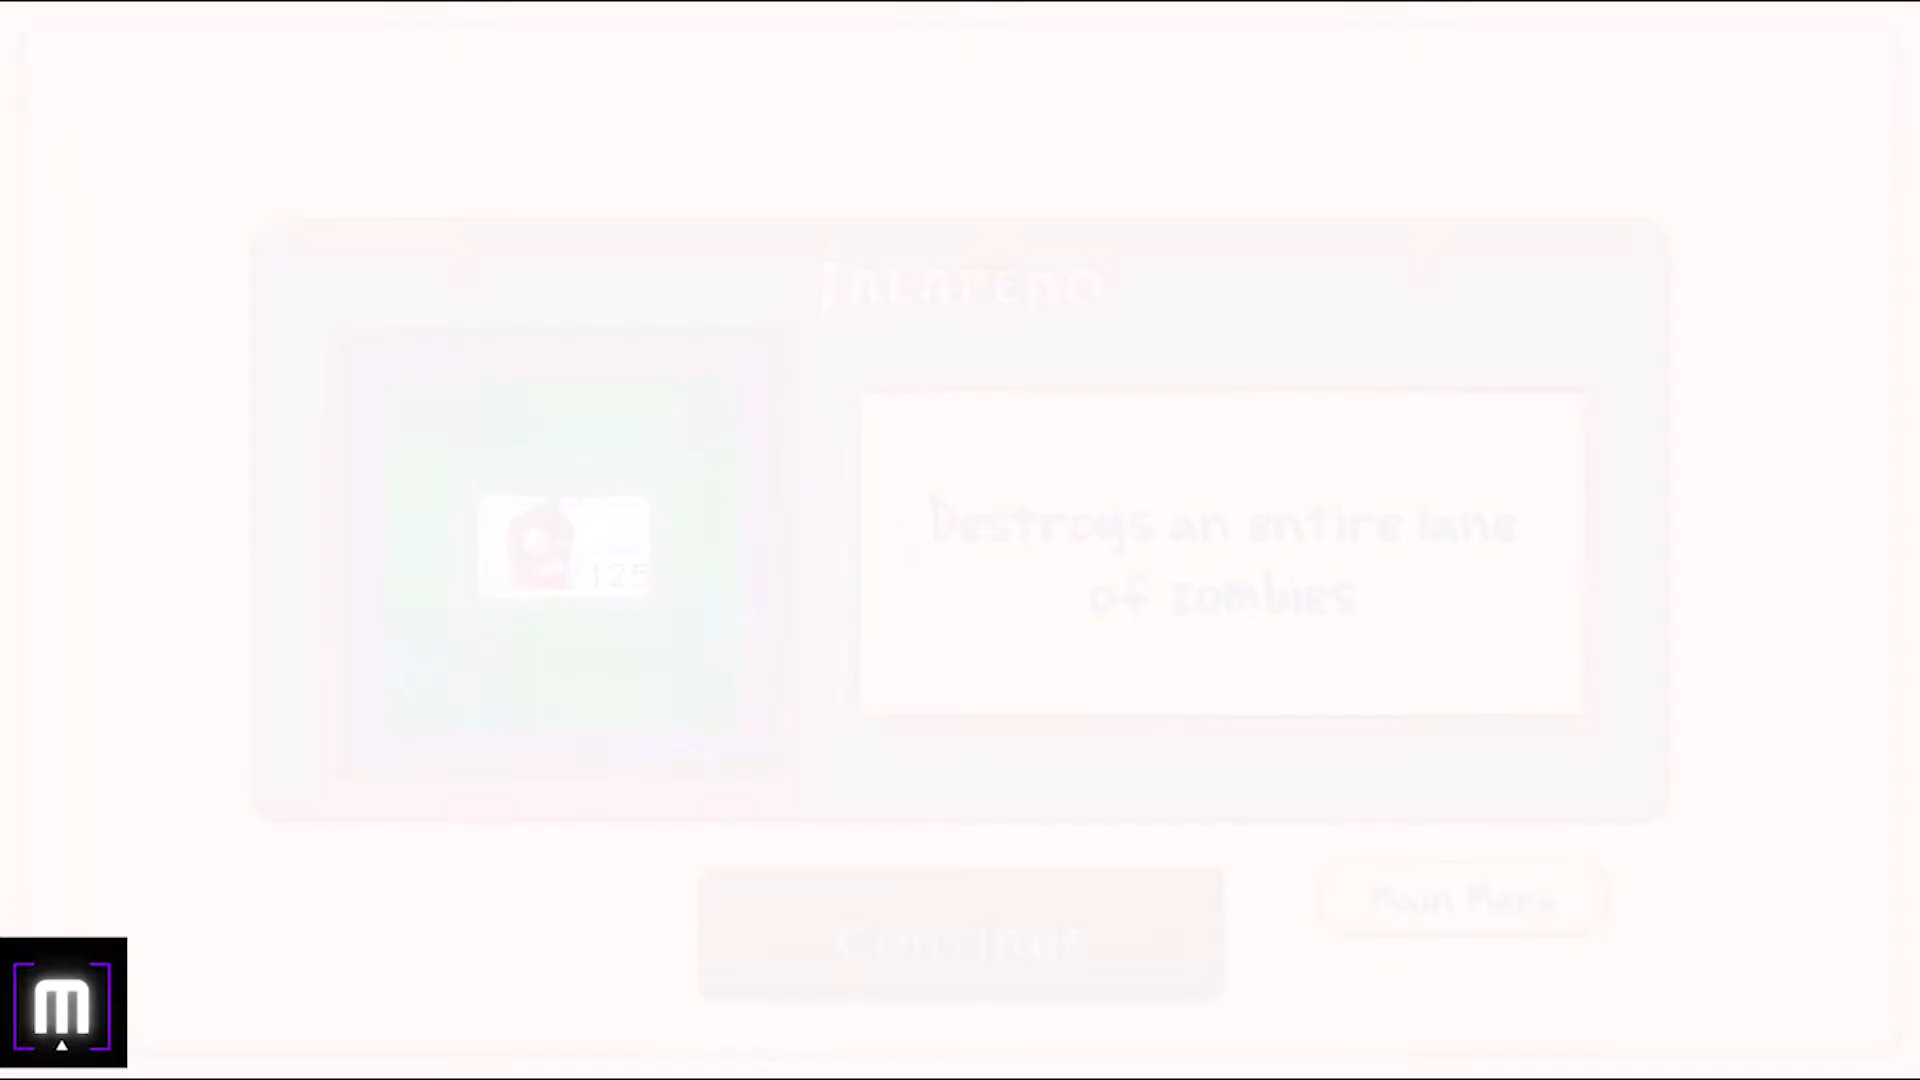 Jalapeno
125
Destroys an entire lane
of zombies
Main Menu
Continue
m